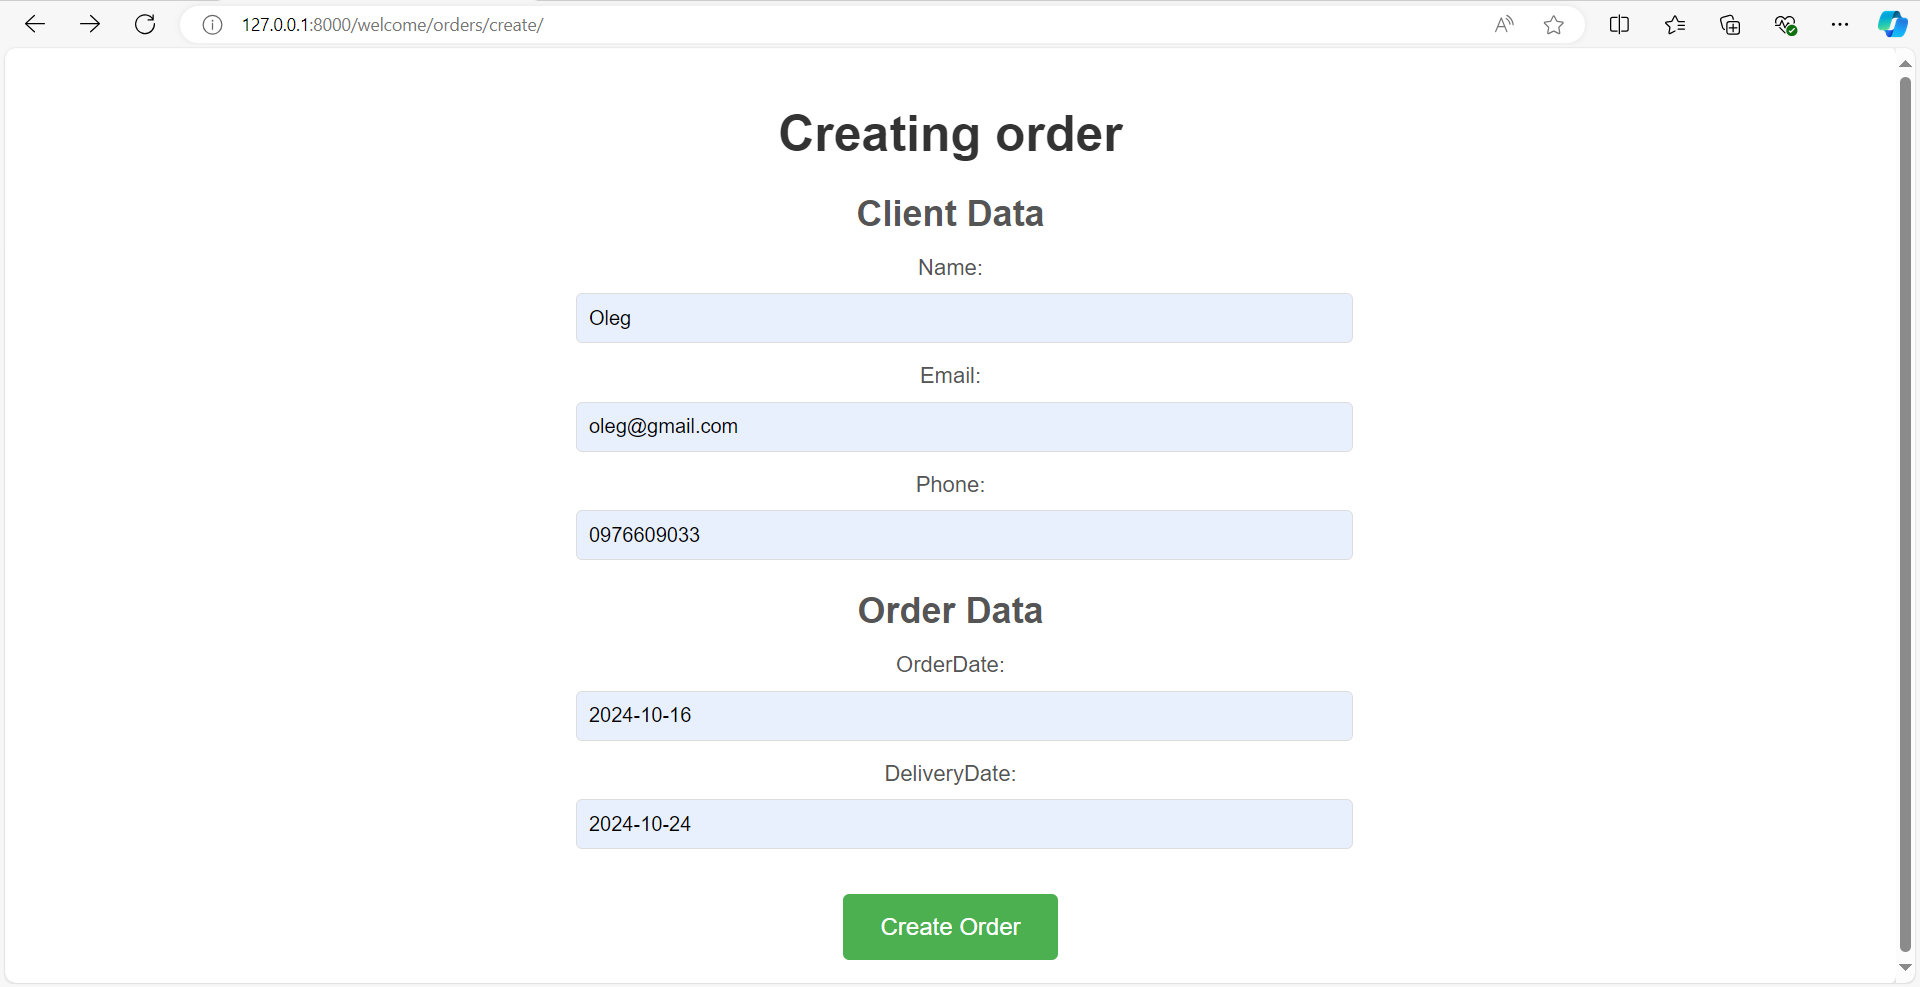 127.0.0.1:8000/welcome/orders/create/
Creating order
Client Data
Name:
Oleg
Email:
oleg@gmail.com
Phone:
0976609033
Order Data
OrderDate:
2024-10-16
DeliveryDate:
2024-10-24
Create Order